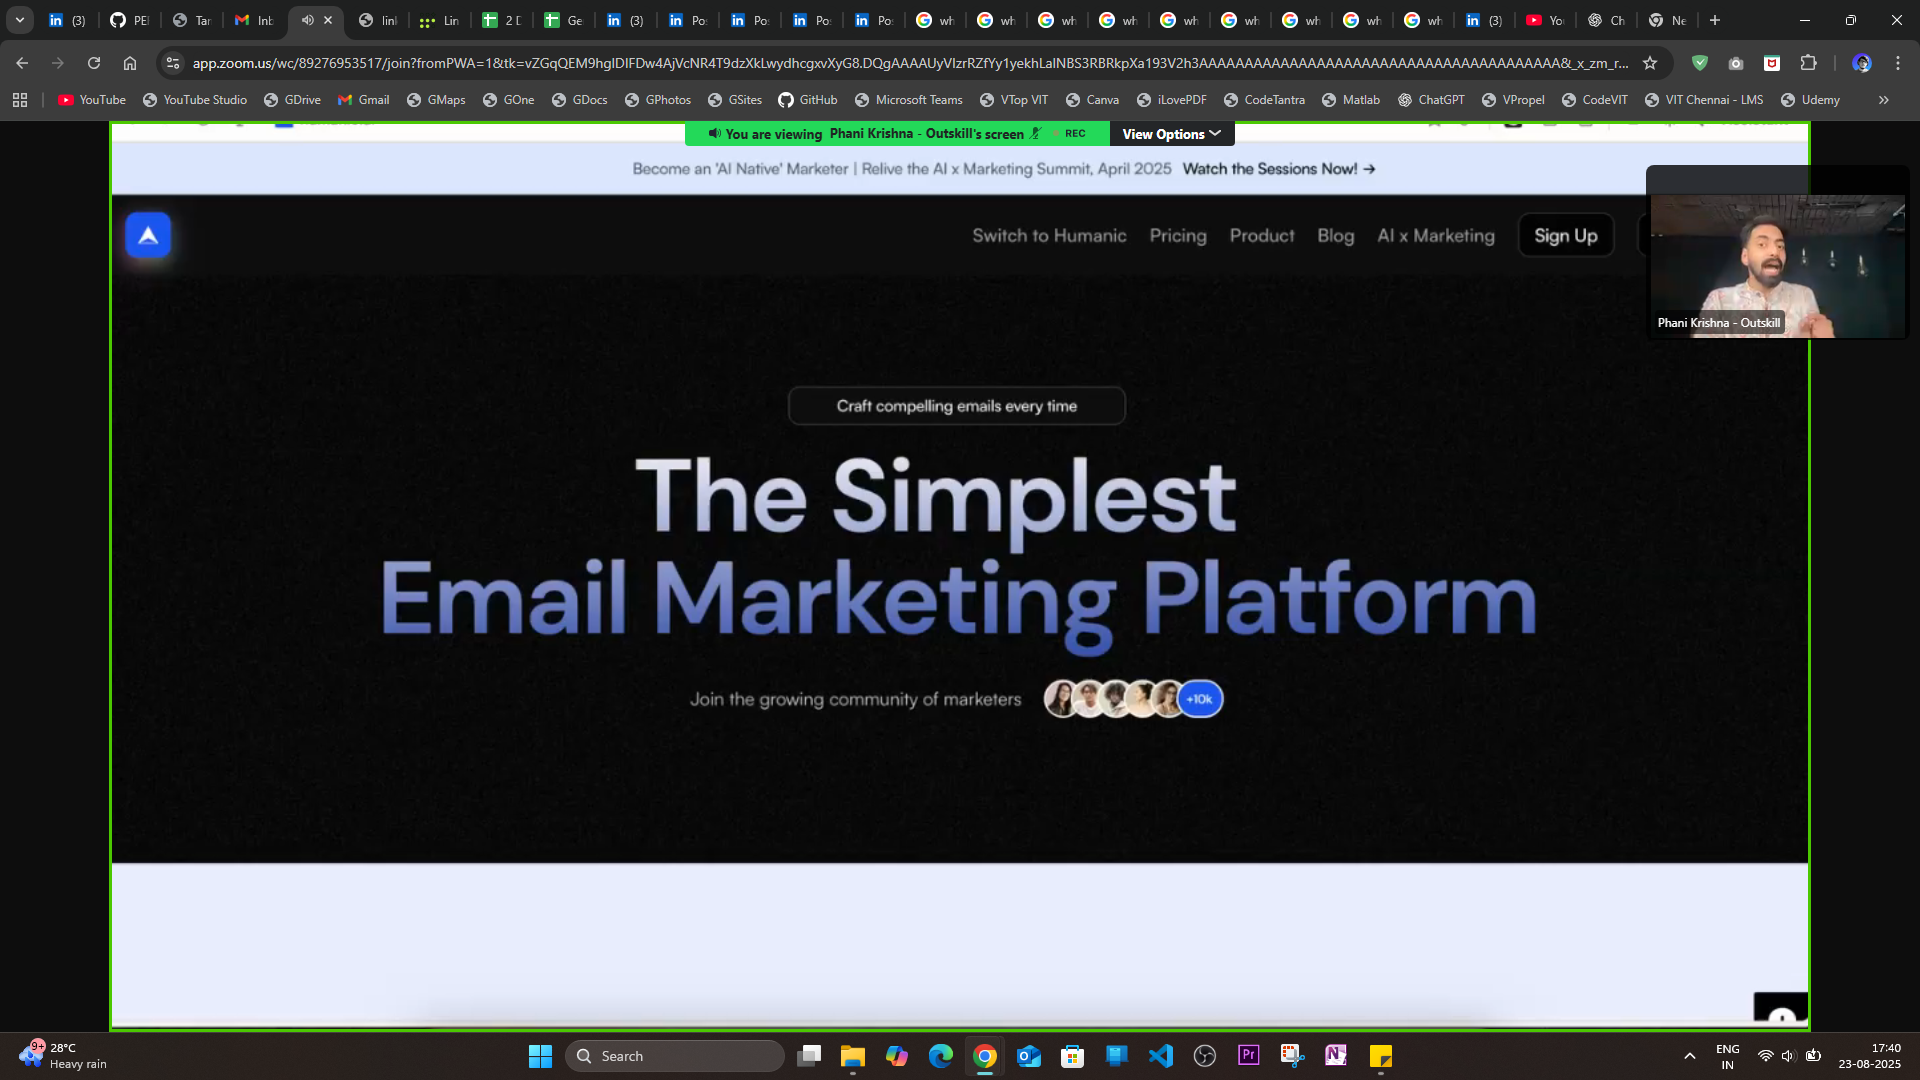 (3)
PEI
Tar
Inb
link
Lin
2 D
Ge
(3)
Po
Po
Po
Po
wh
wh
wh
wh
wh
wh
wh
wh
wh
(3)
You
Ch
Ne
app.zoom.us/wc/89276953517/join?fromPWA=1&tk=
YouTube
YouTube Studio
GDrive
Gmail
GMaps
GOne
GDocs
GPhotos
GSites
GitHub
Microsoft Teams
VTop VIT
Canva
iLovePDF
CodeTantra
Matlab
ChatGPT
VPropel
CodeVIT
VIT Chennai - LMS
Udemy
You are viewing Phani Krishna - Outskill's screen
REC
View Options
Become an 'AI Native' Marketer | Relive the AI x Marketing Summit, April 2025 Watch the Sessions Now! →
Switch to Humanic
Pricing
Product
Blog
AI x Marketing
Sign Up
Phani Krishna - Outskill
Craft compelling emails every time
The Simplest
Email Marketing Platform
Join the growing community of marketers
+10k
9+
28°C
Heavy rain
Search
Pr
ENG
IN
17:40
23-08-2025